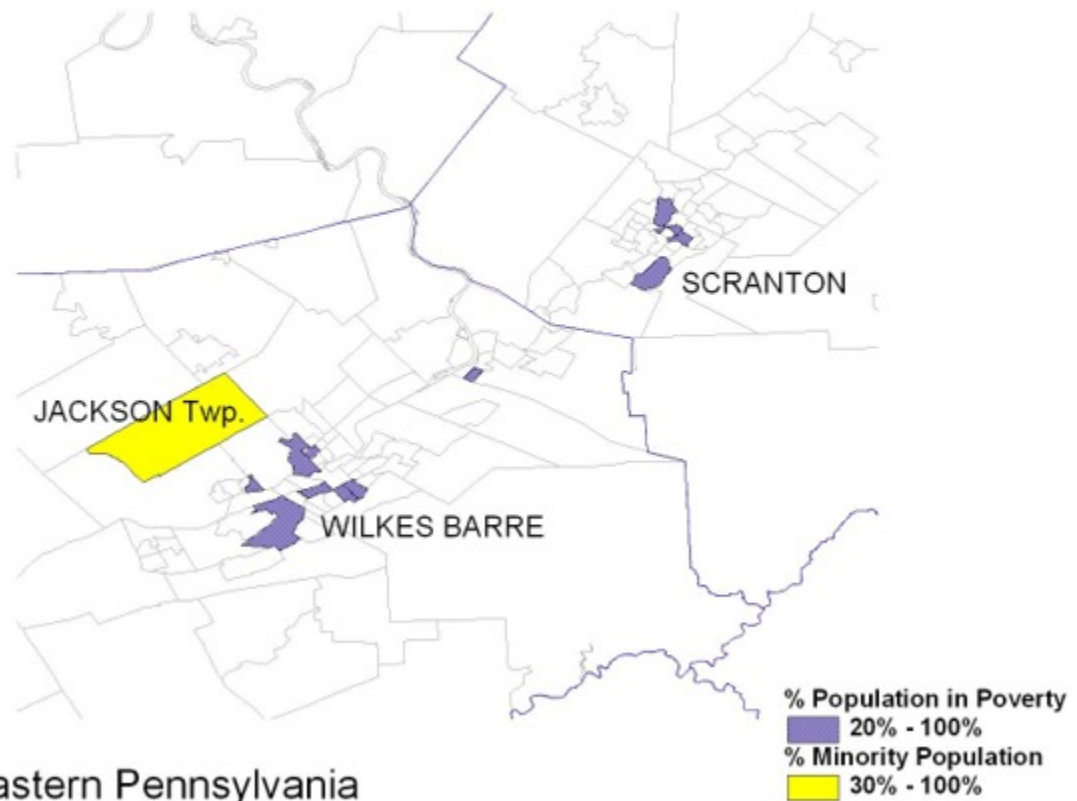 SCRANTON
JACKSON Twp.
WILKES BARRE
% Population in Poverty
20% - 100%
% Minority Population
30% - 100%
astern Pennsylvania